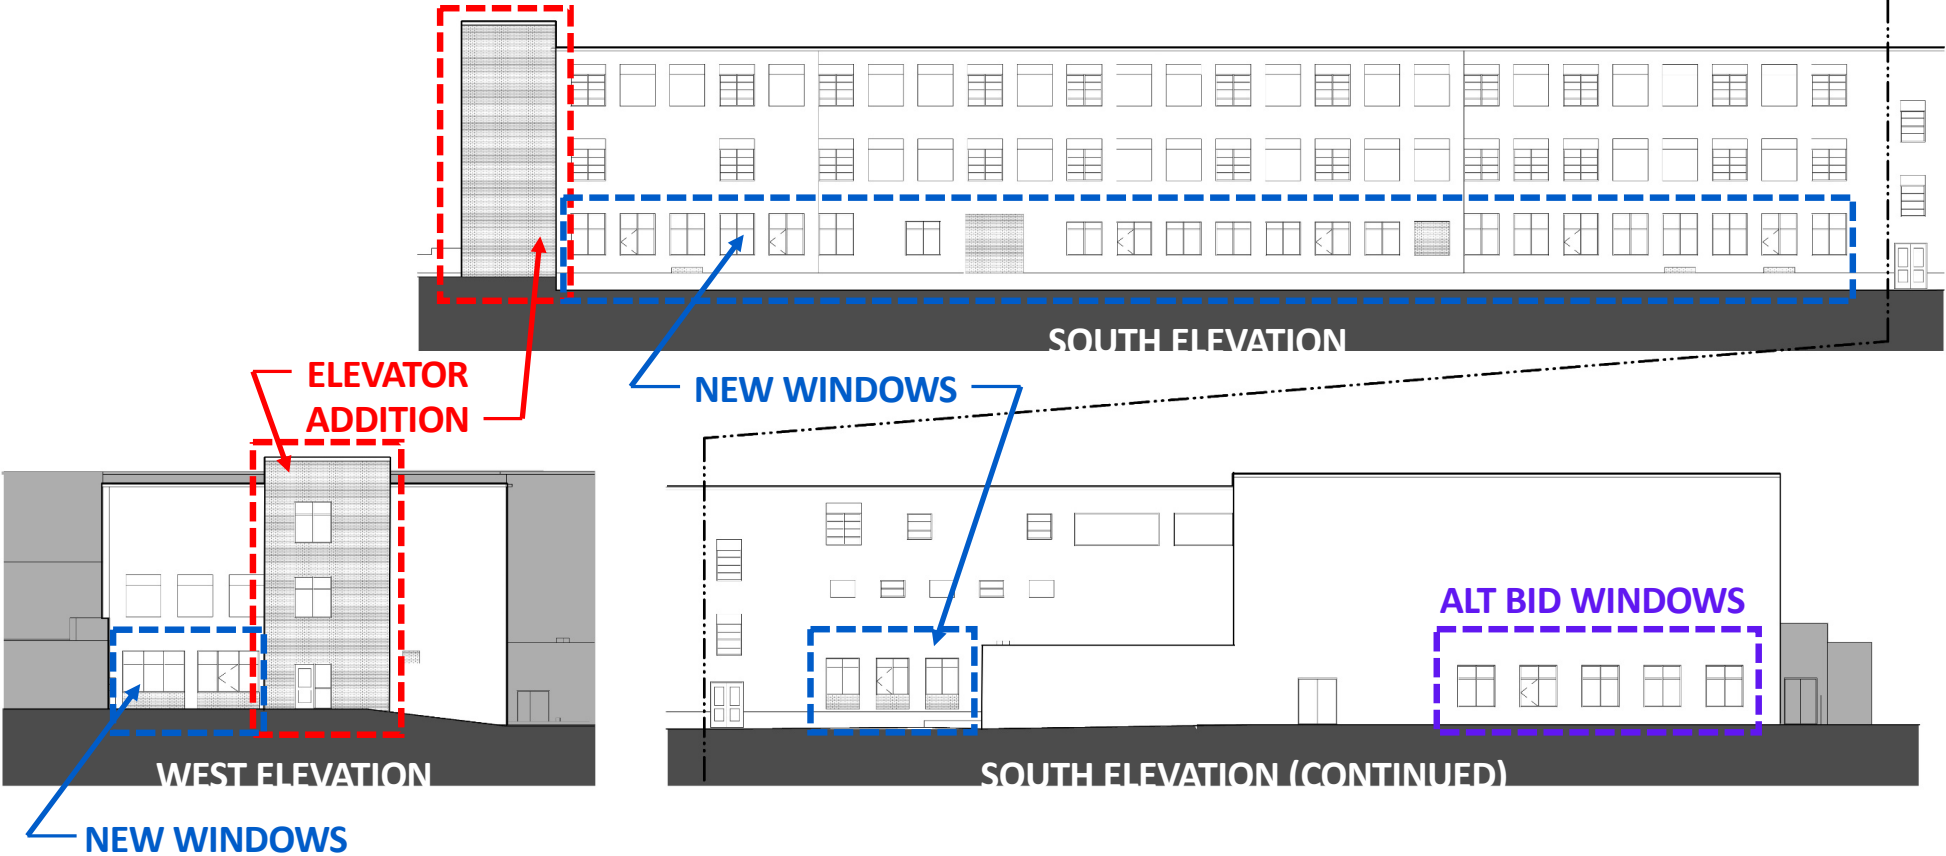 SOUTH ELEVATION
ELEVATOR
ADDITION
NEW WINDOWS
ALT BID WINDOWS
WEST ELEVATION
SOUTH ELEVATION (CONTINUED)
NEW WINDOWS